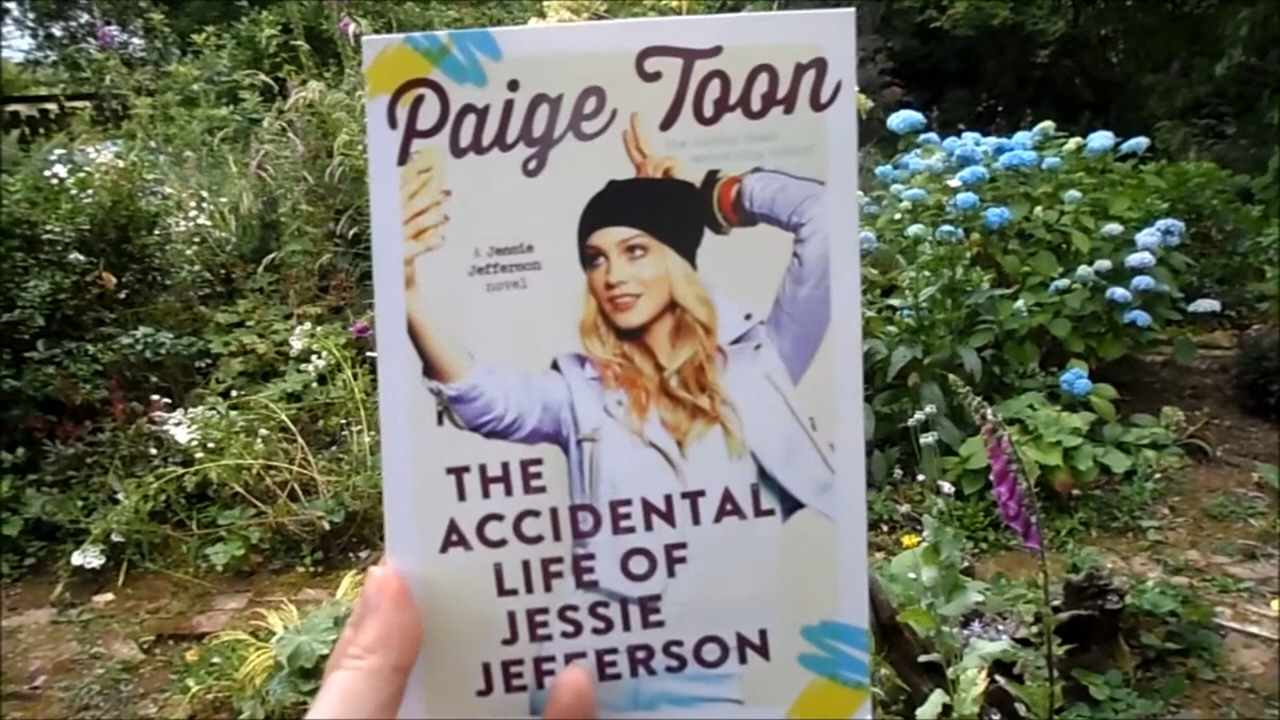 Paige Toon
A Jessie
Jefferson
novel
THE
ACCIDENTAL
LIFE OF
JESSIE
JEFFERSON